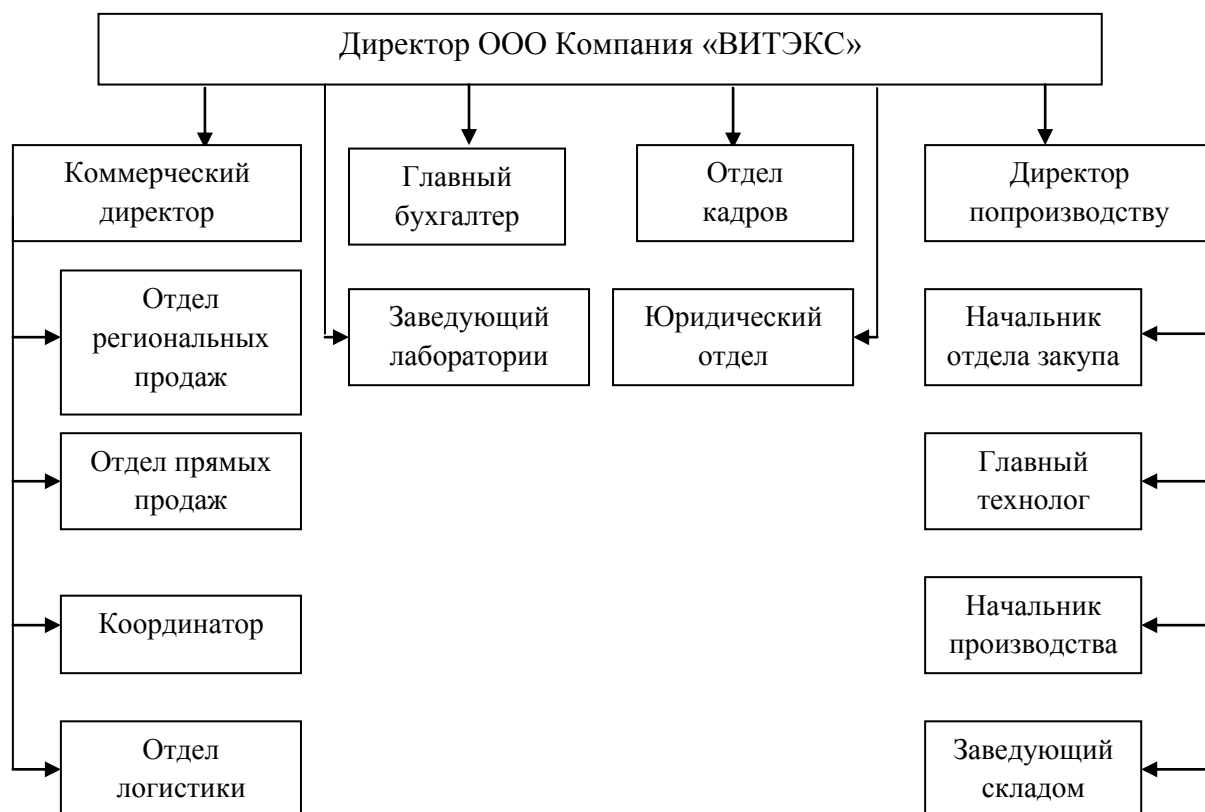 Директор ООО Компания «ВИТЭКС»
Коммерческий
директор
Главный
бухгалтер
Отдел
кадров
Директор
попроизводству
Отдел
региональных
продаж
Заведующий
лаборатории
Юридический
отдел
Начальник
отдела закупа
Отдел прямых
продаж
Главный
технолог
Координатор
Начальник
производства
Отдел
логистики
Заведующий
складом